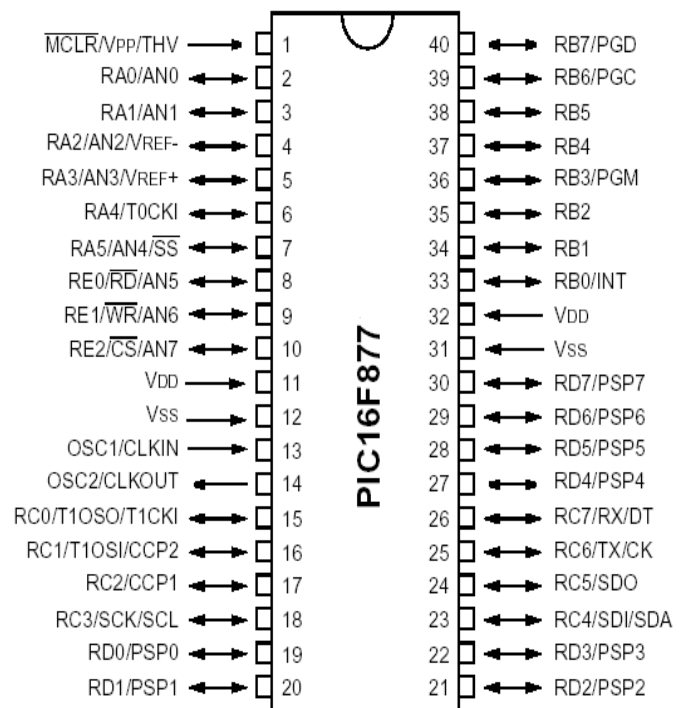 MCLR/VPP/THV 1 40 RB7/PGD
RA0/AN0 2 39 RB6/PGC
RA1/AN1 3 38 RB5
RA2/AN2/VREF- 4 37 RB4
RA3/AN3/VREF+ 5 36 RB3/PGM
RA4/T0CKI 6 35 RB2
RA5/AN4/SS 7 34 RB1
RE0/RD/AN5 8 33 RB0/INT
RE1/WR/AN6 9 32 VDD
RE2/CS/AN7 10 31 VSS
VDD 11 30 RD7/PSP7
VSS 12 29 RD6/PSP6
OSC1/CLKIN 13 28 RD5/PSP5
OSC2/CLKOUT 14 27 RD4/PSP4
RC0/T1OSO/T1CKI 15 26 RC7/RX/DT
RC1/T1OSI/CCP2 16 25 RC6/TX/CK
RC2/CCP1 17 24 RC5/SDO
RC3/SCK/SCL 18 23 RC4/SDI/SDA
RD0/PSP0 19 22 RD3/PSP3
RD1/PSP1 20 21 RD2/PSP2
PIC16F877